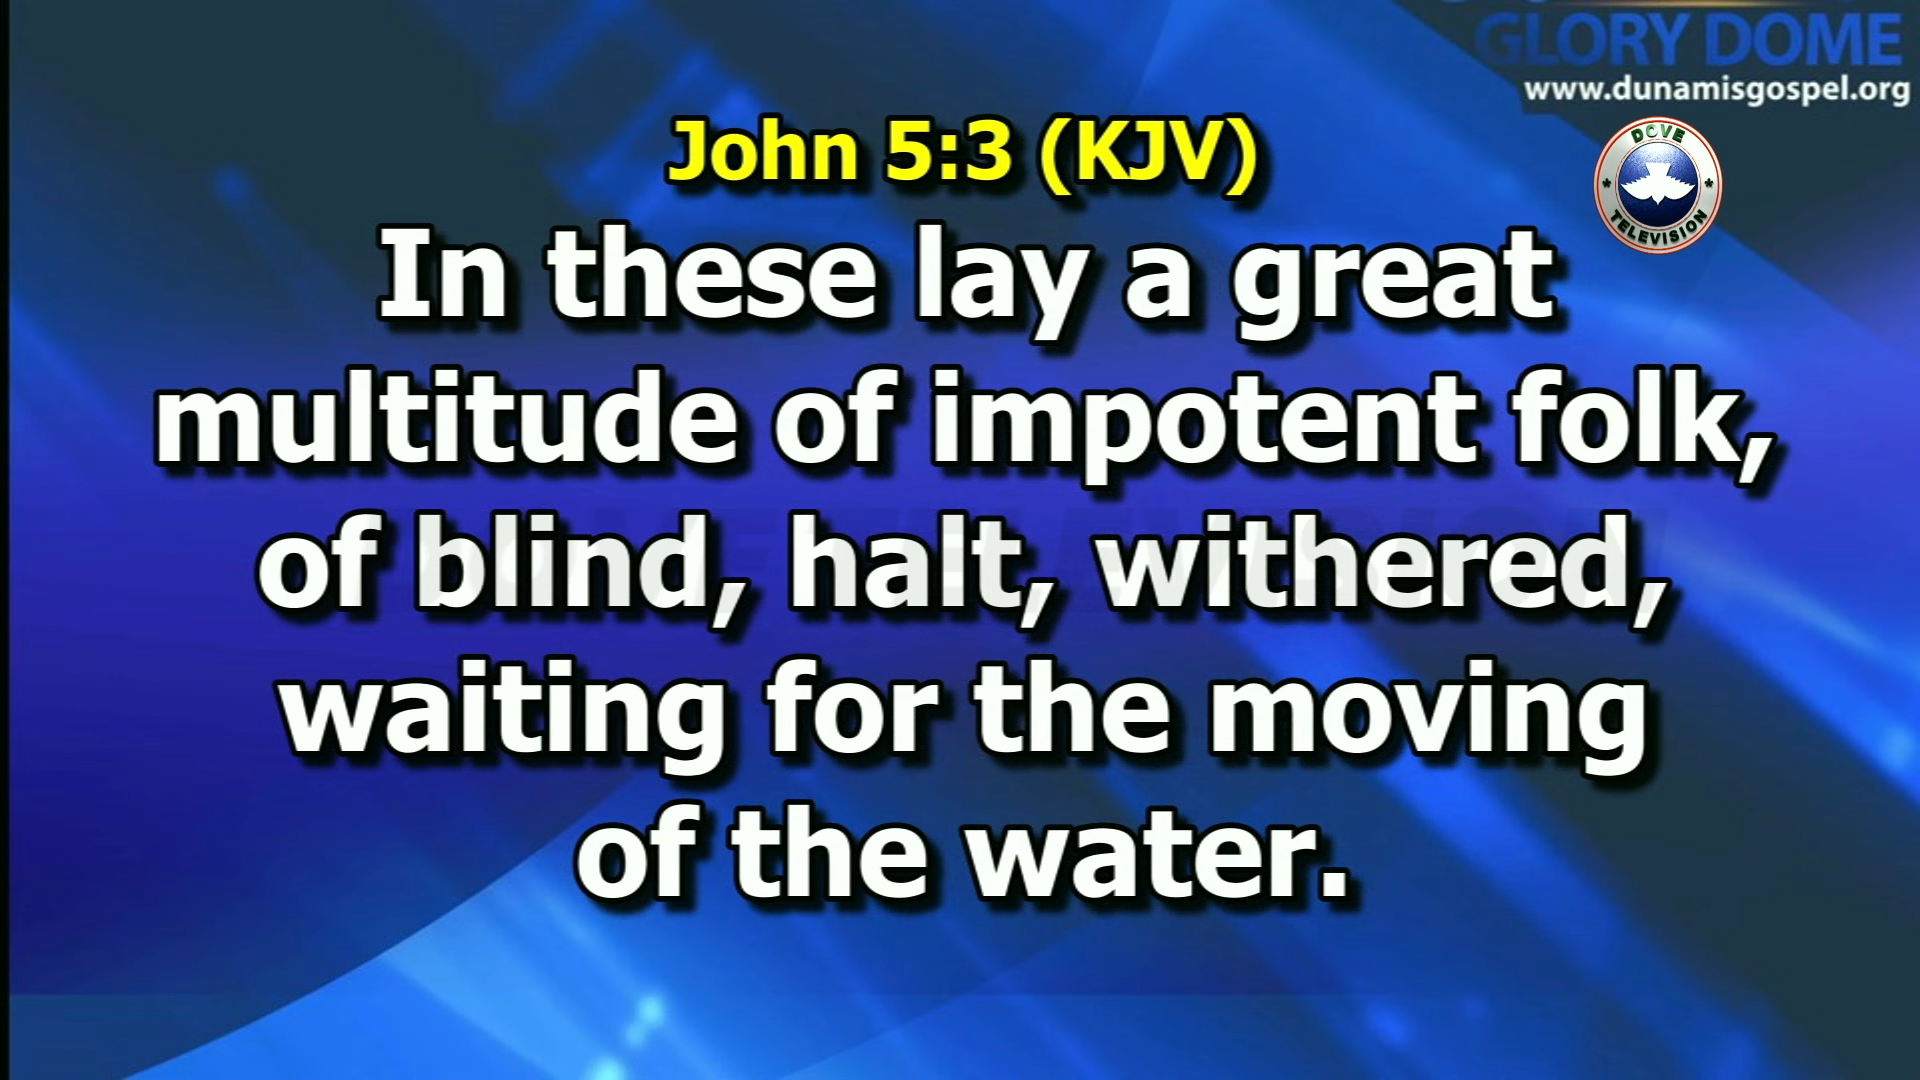 GLORY DOME
www.dunamisgospel.org
DOVE
TELEVISION
John 5:3 (KJV)
In these lay a great
multitude of impotent folk,
of blind, halt, withered,
waiting for the moving
of the water.